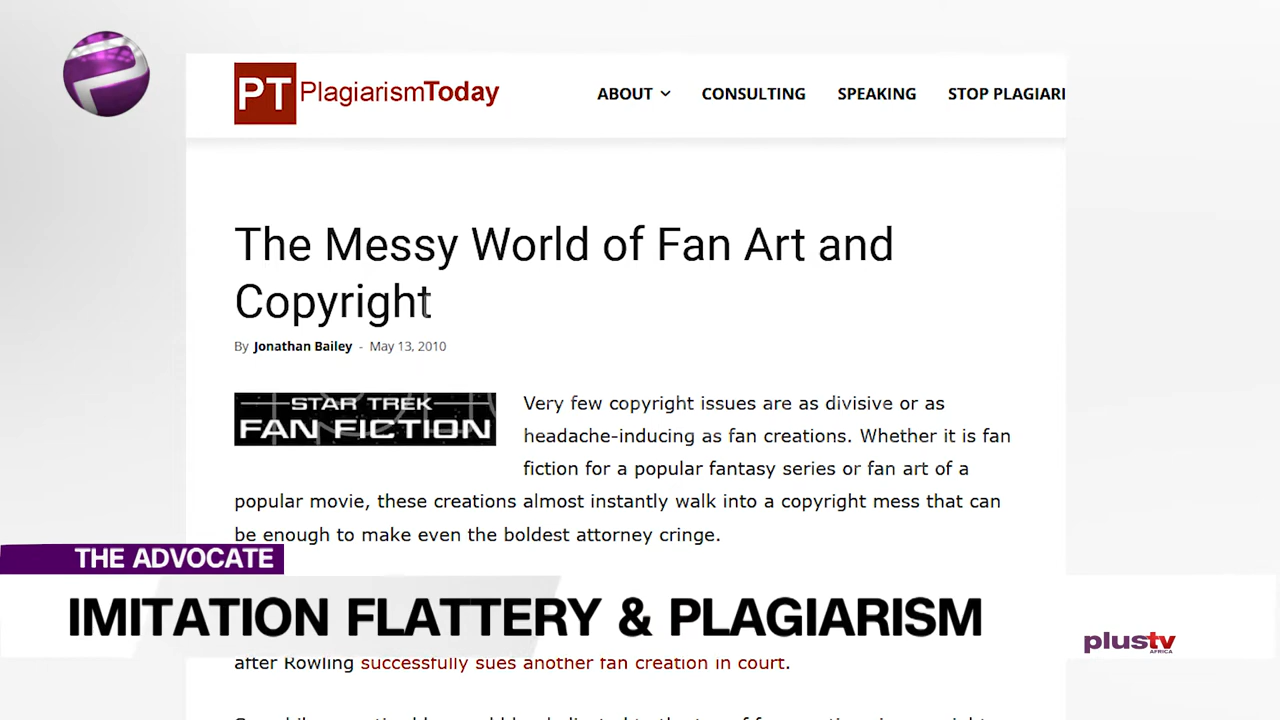 PT PlagiarismToday
ABOUT CONSULTING SPEAKING STOP PLAGIARI
The Messy World of Fan Art and
Copyright
By Jonathan Bailey - May 13, 2010
STAR TREK
FAN FICTION
Very few copyright issues are as divisive or as
headache-inducing as fan creations. Whether it is fan
fiction for a popular fantasy series or fan art of a
popular movie, these creations almost instantly walk into a copyright mess that can
be enough to make even the boldest attorney cringe.
THE ADVOCATE
IMITATION FLATTERY & PLAGIARISM
plustv
AFRICA
after Rowling successfully sues another fan creation in court.